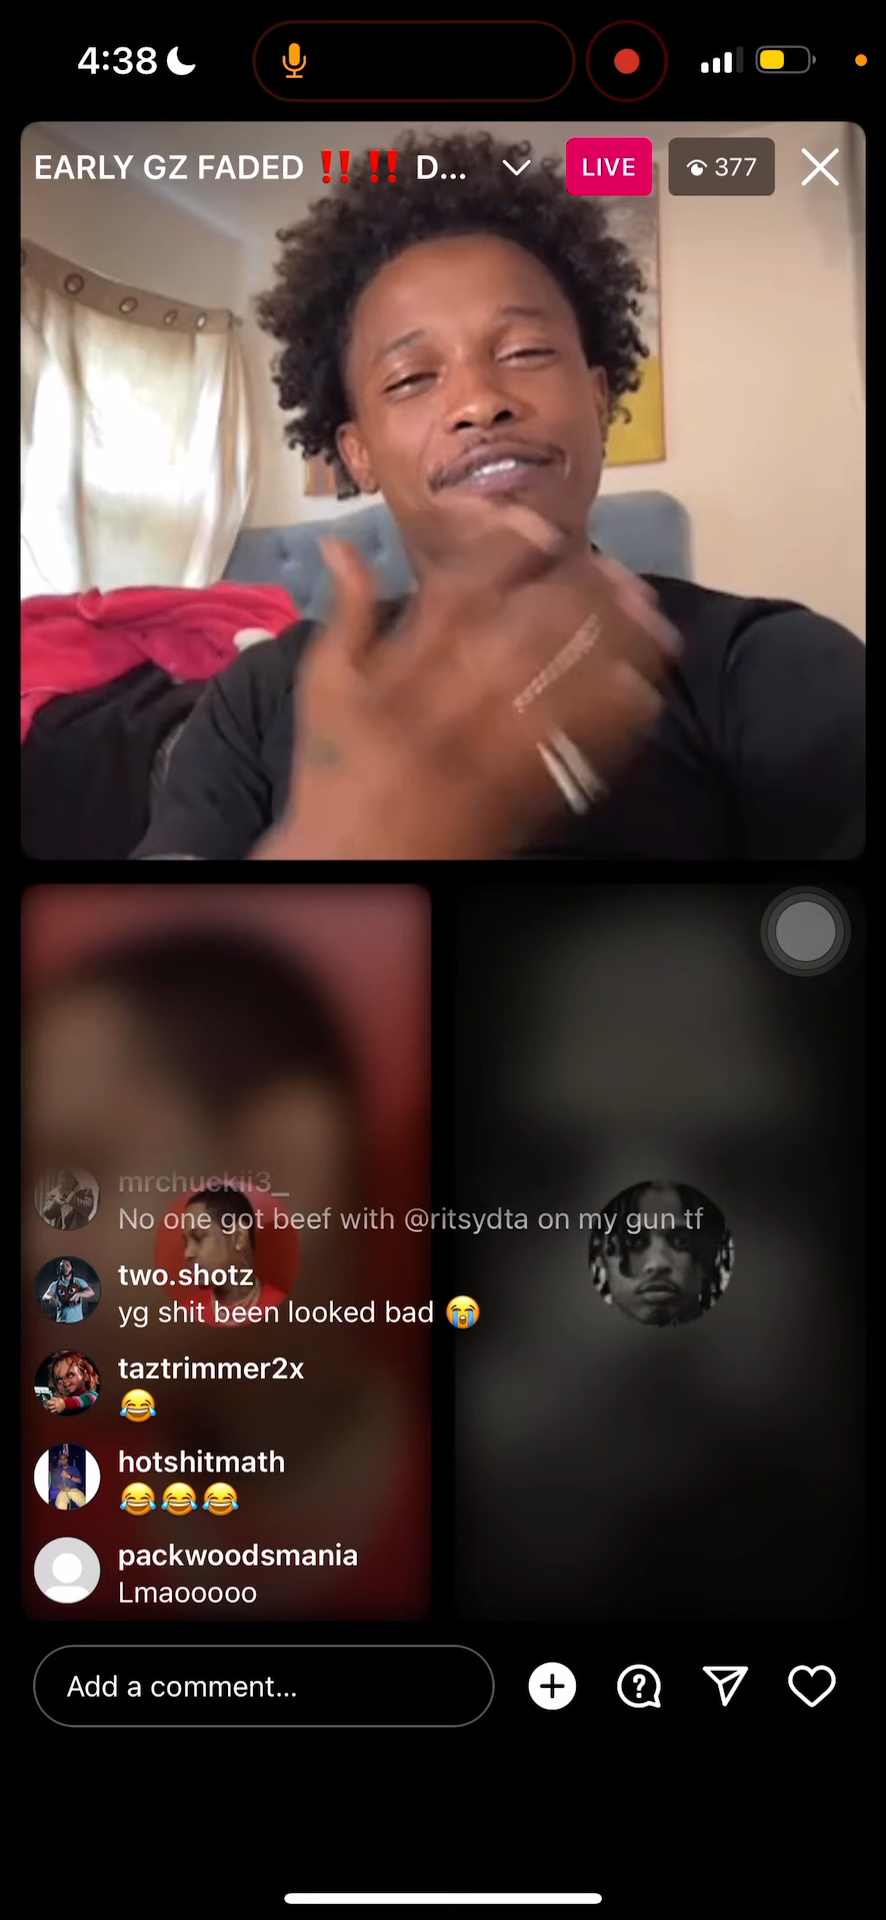 4:38
EARLY GZ FADED ‼️ ‼️ D...
LIVE
377
mrchuckii3_
No one got beef with @ritsydta on my gun tf
two.shotz
yg shit been looked bad 😭
taztrimmer2x
😂
hotshitmath
😂😂😂
packwoodsmania
Lmaooooo
Add a comment...